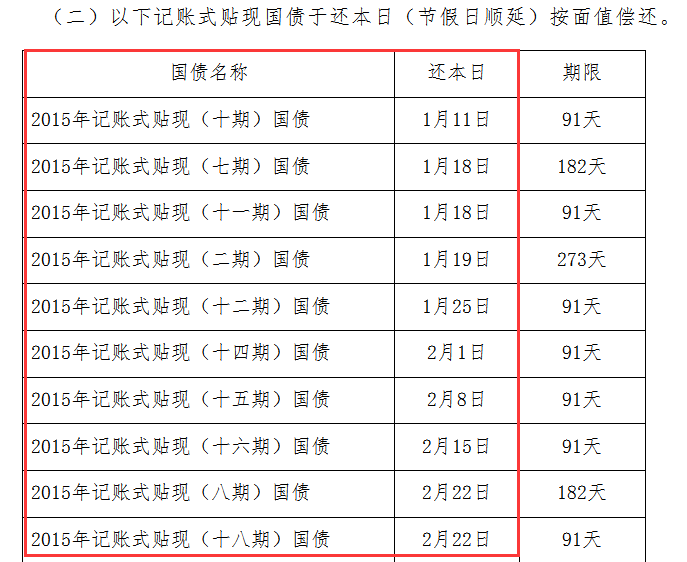 （二）以下记账式贴现国债于还本日（节假日顺延）按面值偿还。
国债名称 还本日 期限
2015年记账式贴现（十期）国债 1月11日 91天
2015年记账式贴现（七期）国债 1月18日 182天
2015年记账式贴现（十一期）国债 1月18日 91天
2015年记账式贴现（二期）国债 1月19日 273天
2015年记账式贴现（十二期）国债 1月25日 91天
2015年记账式贴现（十四期）国债 2月1日 91天
2015年记账式贴现（十五期）国债 2月8日 91天
2015年记账式贴现（十六期）国债 2月15日 91天
2015年记账式贴现（八期）国债 2月22日 182天
2015年记账式贴现（十八期）国债 2月22日 91天